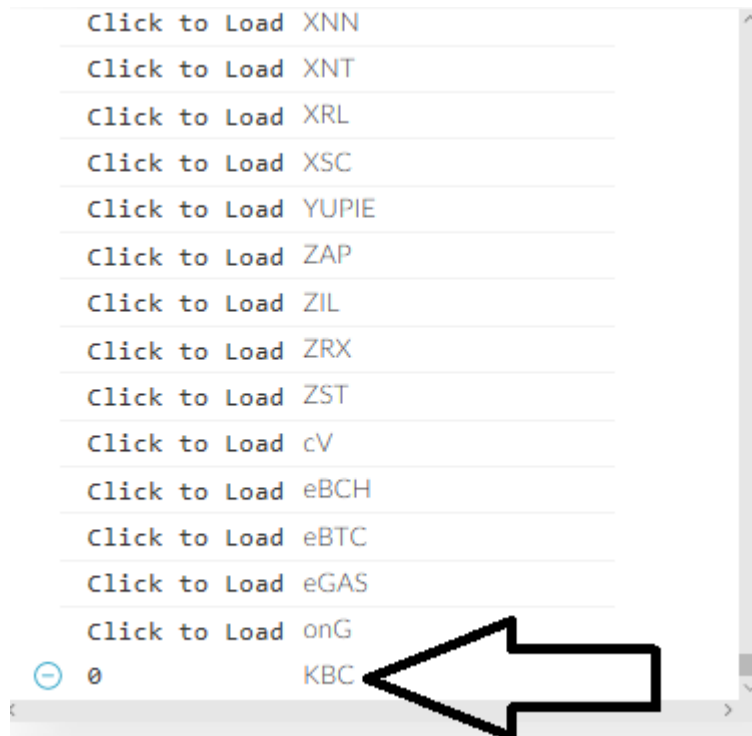 Click to Load XNN
Click to Load XNT
Click to Load XRL
Click to Load XSC
Click to Load YUPIE
Click to Load ZAP
Click to Load ZIL
Click to Load ZRX
Click to Load ZST
Click to Load cV
Click to Load eBCH
Click to Load eBTC
Click to Load eGAS
Click to Load onG
0 KBC